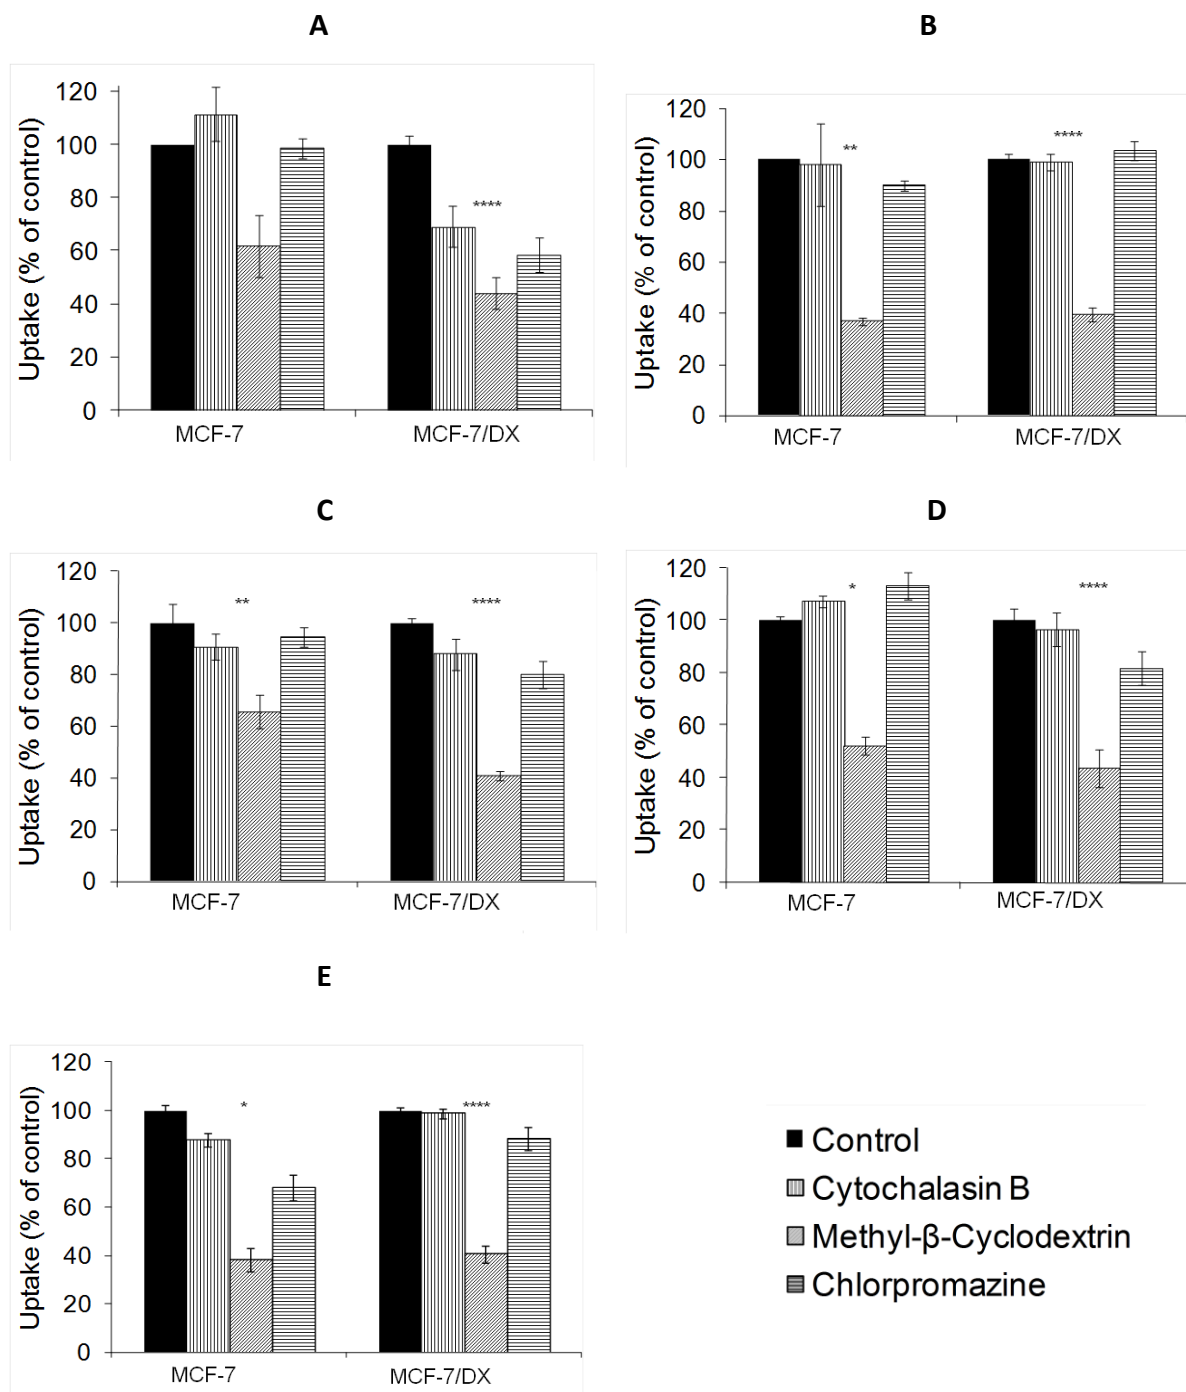 A
Uptake (% of control)
120
100
80
60
40
20
0
****
MCF-7
MCF-7/DX
B
Uptake (% of control)
120
100
80
60
40
20
0
**
****
MCF-7
MCF-7/DX
C
Uptake (% of control)
120
100
80
60
40
20
0
**
****
MCF-7
MCF-7/DX
D
Uptake (% of control)
120
100
80
60
40
20
0
*
****
MCF-7
MCF-7/DX
E
Uptake (% of control)
120
100
80
60
40
20
0
*
****
MCF-7
MCF-7/DX
Control
Cytochalasin B
Methyl-β-Cyclodextrin
Chlorpromazine